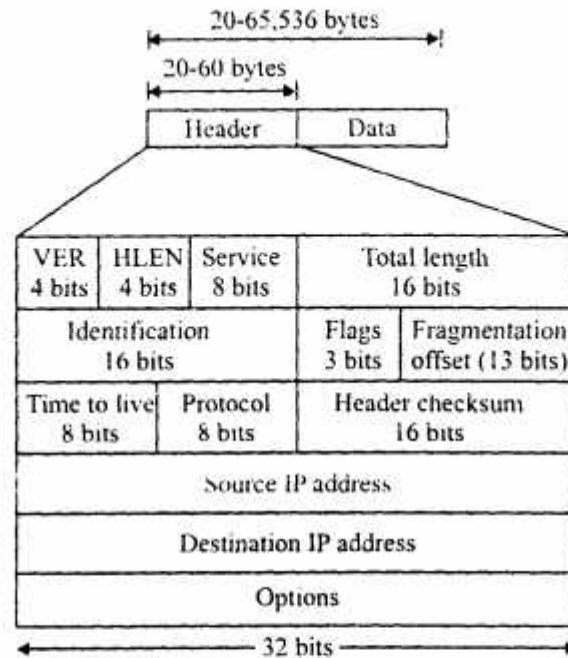 20-65,536 bytes
20-60 bytes
Header Data
VER HLEN Service Total length
4 bits 4 bits 8 bits 16 bits
Identification Flags Fragmentation
16 bits 3 bits offset (13 bits)
Time to live Protocol Header checksum
8 bits 8 bits 16 bits
Source IP address
Destination IP address
Options
32 bits